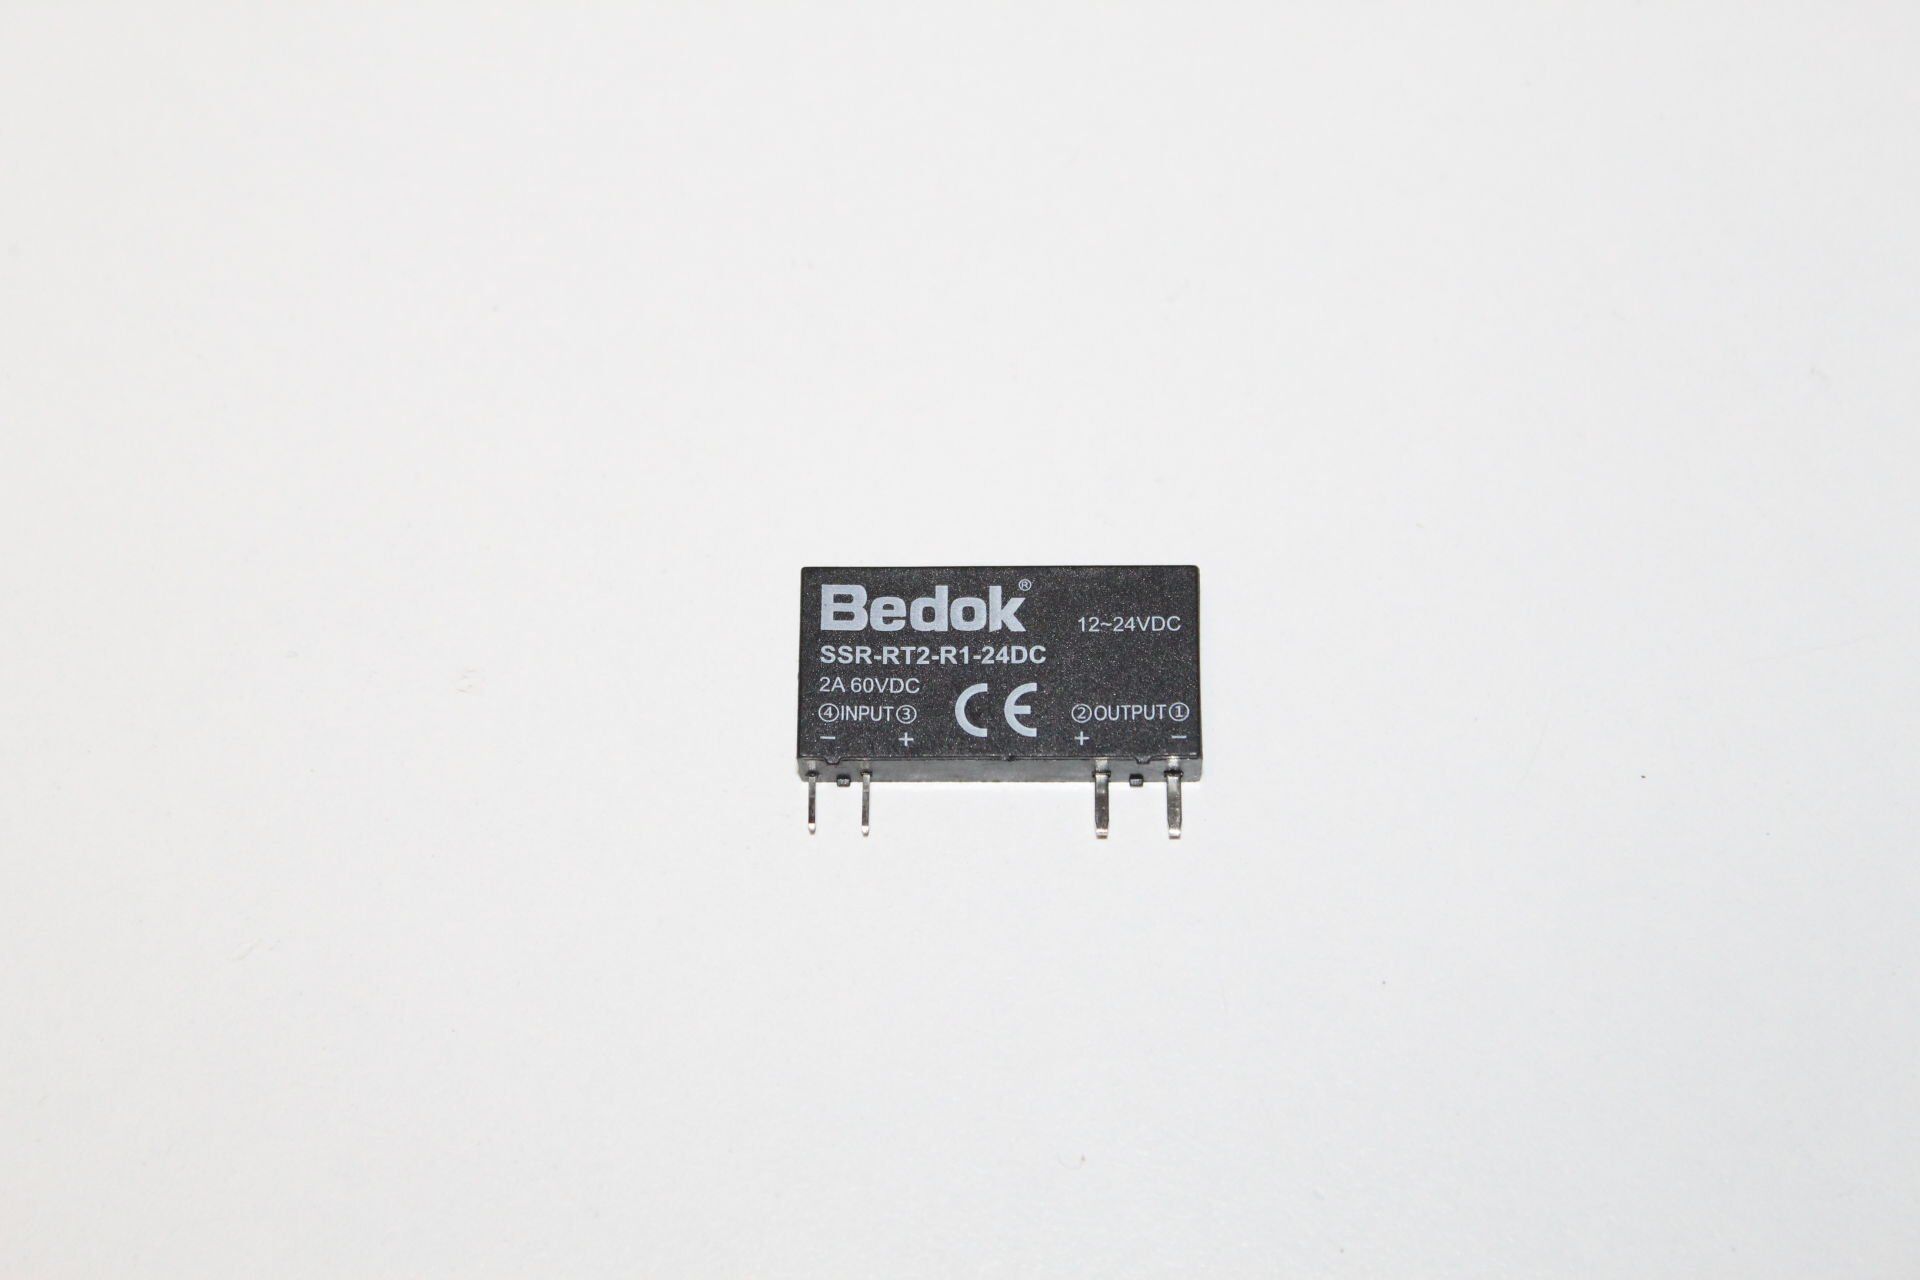 Bedok®
12~24VDC
SSR-RT2-R1-24DC
2A 60VDC
CE
④INPUT③
②OUTPUT①
− +
+ −